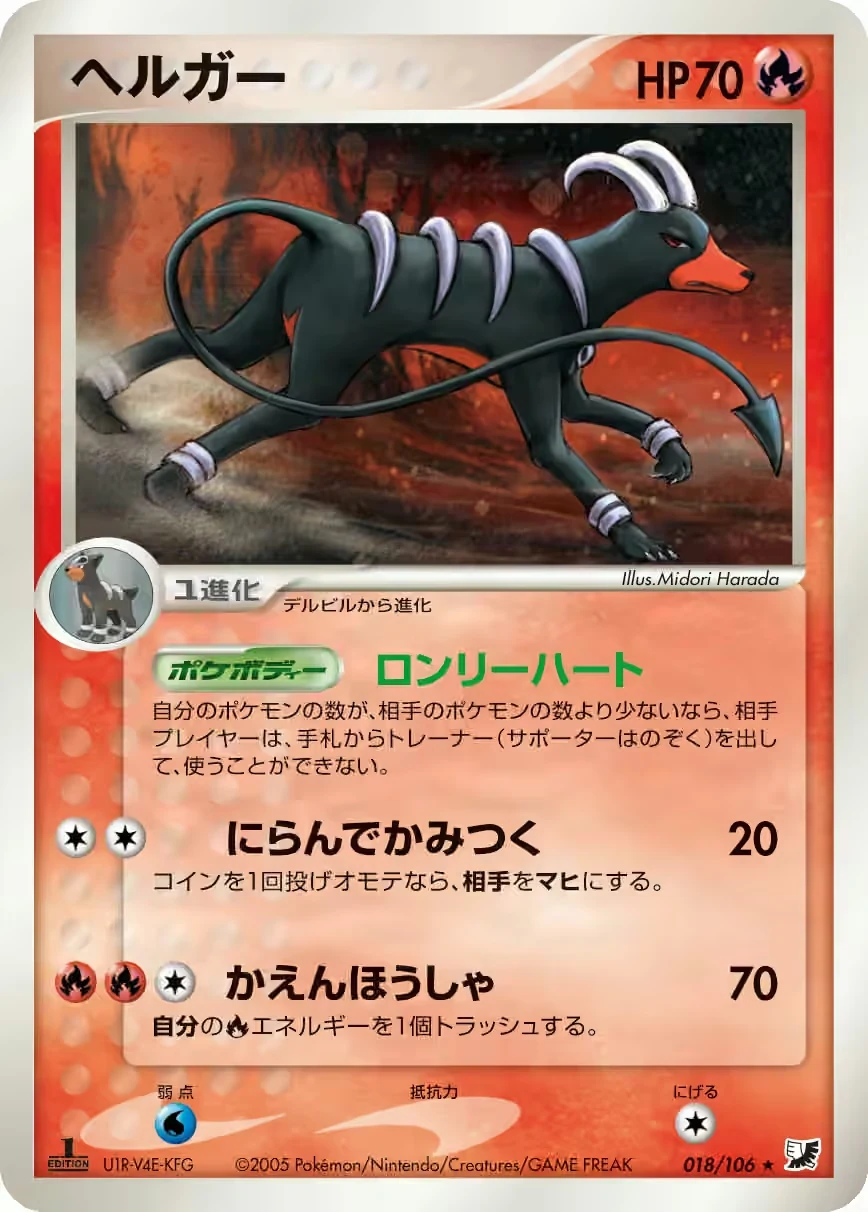 ヘルガー
HP70
Illus.Midori Harada
1進化
デルビルから進化
ポケボディー ロンリーハート
自分のポケモンの数が、相手のポケモンの数より少ないなら、相手
プレイヤーは、手札からトレーナー(サポーターはのぞく)を出し
て、使うことができない。
にらんでかみつく 20
コインを1回投げオモテなら、相手をマヒにする。
かえんほうしゃ 70
自分の エネルギーを1個トラッシュする。
弱点 抵抗力 にげる
1 EDITION U1R-V4E-KFG ©2005 Pokémon/Nintendo/Creatures/GAME FREAK 018/106 ★